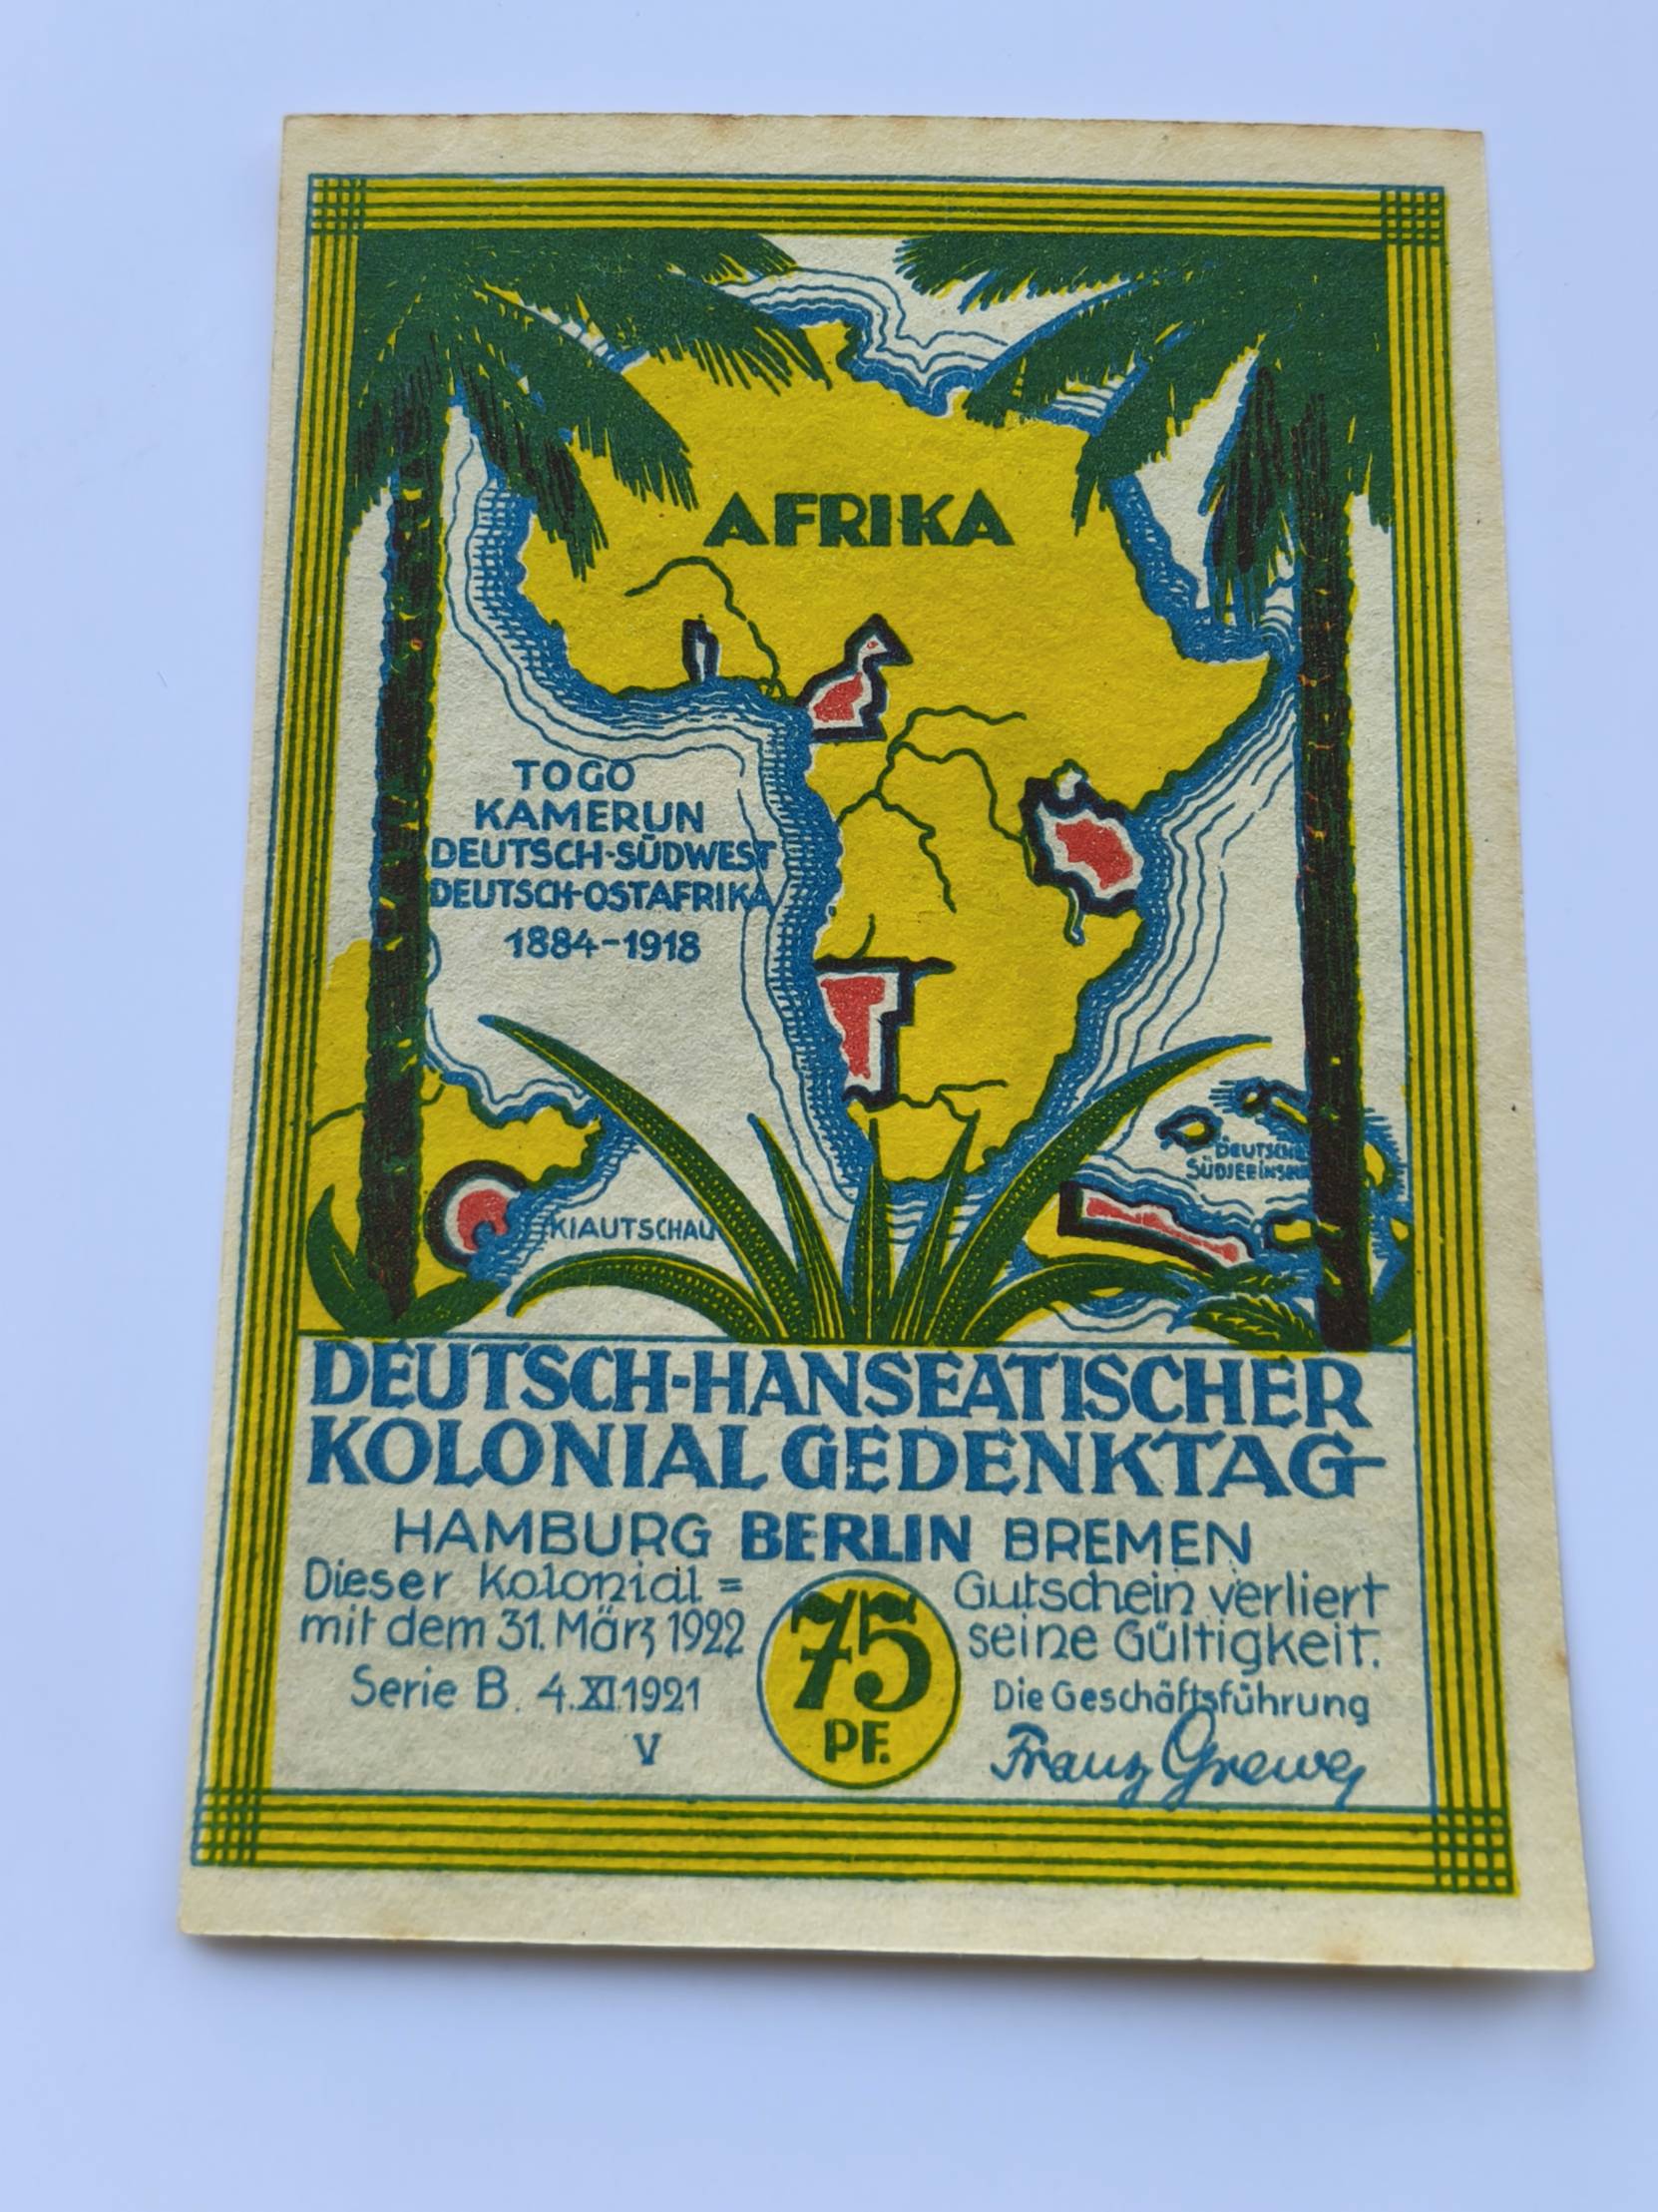 AFRIKA
TOGO
KAMERUN
DEUTSCH-SÜDWEST
DEUTSCH-OSTAFRIKA
1884-1918
DEUTSCHE
KIAUTSCHAU
DEUTSCH-HANSEATISCHER
KOLONIAL GEDENKTAG
HAMBURG BERLIN BREMEN
Dieser Kolonial=
mit dem 31. März 1922
Serie B. 4.XI.1921
V
75
PF.
Gutschein verliert
seine Gültigkeit.
Die Geschäftsführung
Franz Grewe